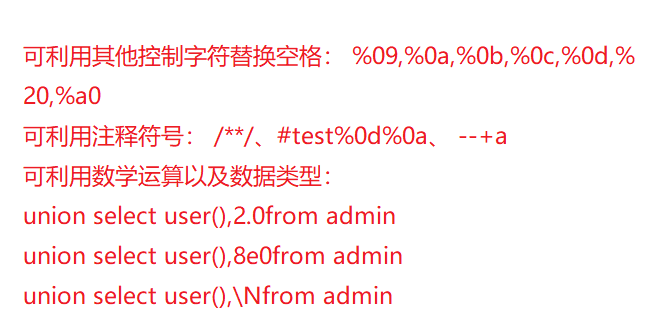 可利用其他控制字符替换空格： %09,%0a,%0b,%0c,%0d,%
20,%a0
可利用注释符号： /**/、#test%0d%0a、 --+a
可利用数学运算以及数据类型：
union select user(),2.0from admin
union select user(),8e0from admin
union select user(),\Nfrom admin